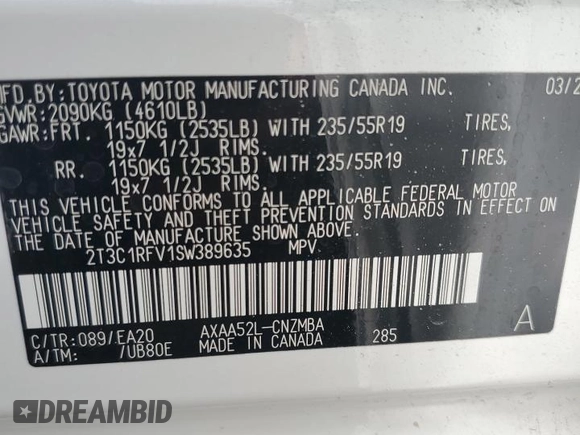 MFD. BY: TOYOTA MOTOR MANUFACTURING CANADA INC. 03/2
GVWR: 2090KG (4610LB)
GAWR: FRT. 1150KG (2535LB) WITH 235/55R19 TIRES,
19x7 1/2J RIMS.
RR. 1150KG (2535LB) WITH 235/55R19 TIRES,
19x7 1/2J RIMS.
THIS VEHICLE CONFORMS TO ALL APPLICABLE FEDERAL MOTOR
VEHICLE SAFETY AND THEFT PREVENTION STANDARDS IN EFFECT ON
THE DATE OF MANUFACTURE SHOWN ABOVE.
2T3C1RFV1SW389635 MPV.
C/TR: 089/EA20 AXAA52L-CNZMBA
A/TM: /UB80E MADE IN CANADA 285 A
DREAMBID